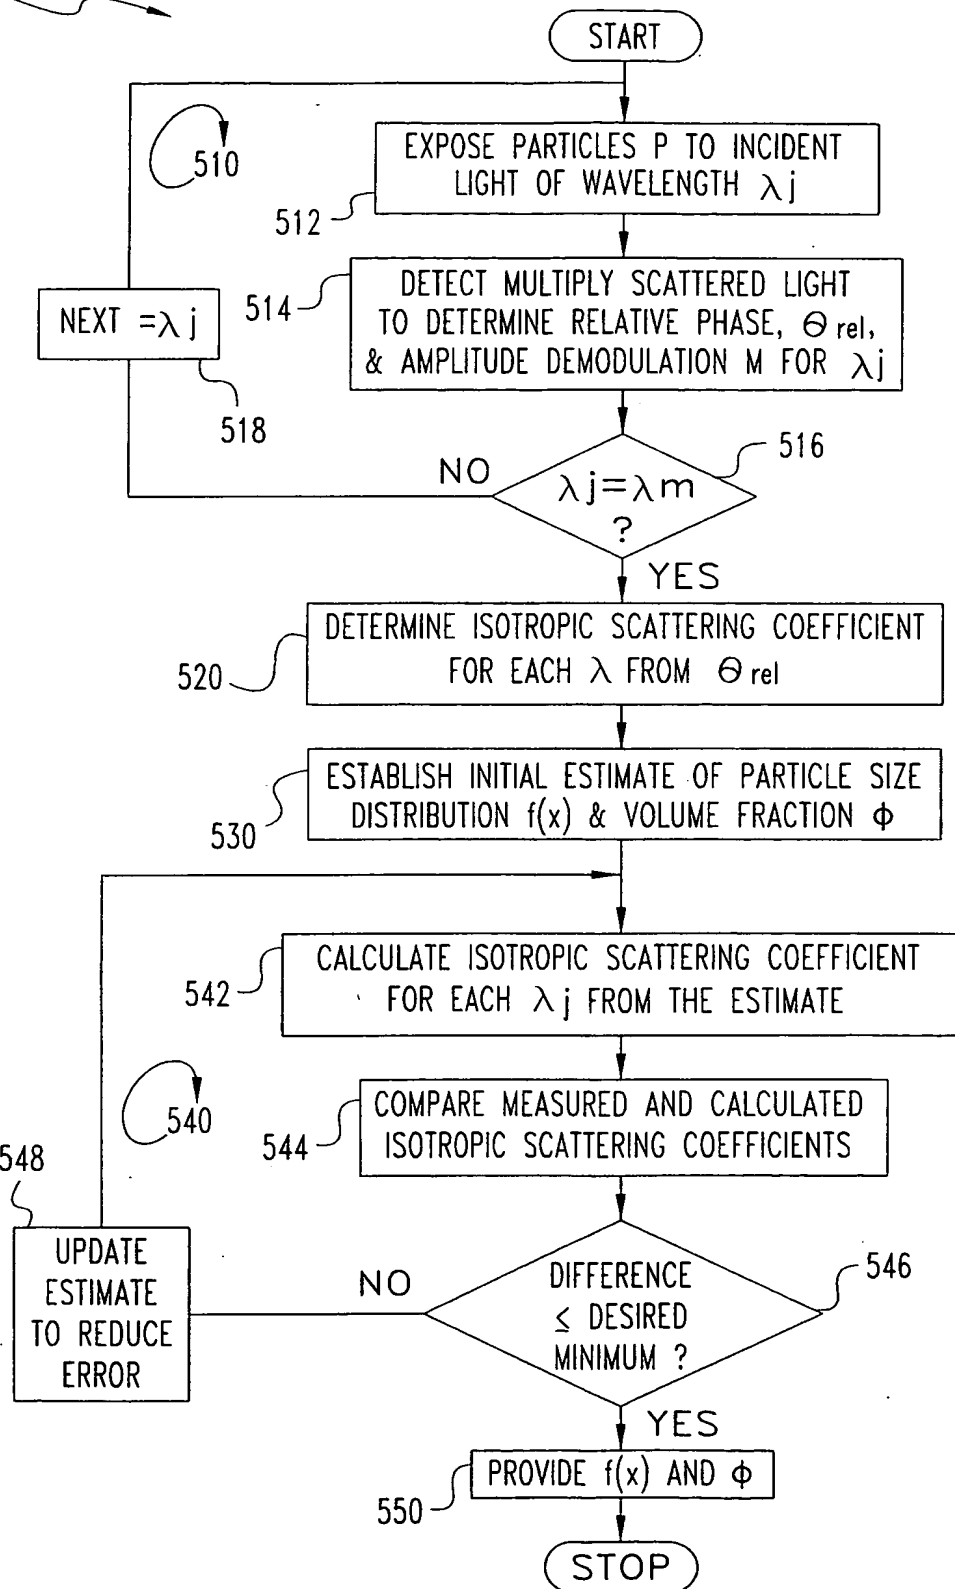 START
EXPOSE PARTICLES P TO INCIDENT
LIGHT OF WAVELENGTH λj
510
512
DETECT MULTIPLY SCATTERED LIGHT
TO DETERMINE RELATIVE PHASE, Θrel,
& AMPLITUDE DEMODULATION M FOR λj
514
NEXT =λj
518
516
NO
λj=λm
?
YES
DETERMINE ISOTROPIC SCATTERING COEFFICIENT
FOR EACH λ FROM Θrel
520
ESTABLISH INITIAL ESTIMATE OF PARTICLE SIZE
DISTRIBUTION f(x) & VOLUME FRACTION ϕ
530
CALCULATE ISOTROPIC SCATTERING COEFFICIENT
FOR EACH λj FROM THE ESTIMATE
542
540
COMPARE MEASURED AND CALCULATED
ISOTROPIC SCATTERING COEFFICIENTS
544
548
UPDATE
ESTIMATE
TO REDUCE
ERROR
NO
DIFFERENCE
≤ DESIRED
MINIMUM ?
546
YES
PROVIDE f(x) AND ϕ
550
STOP